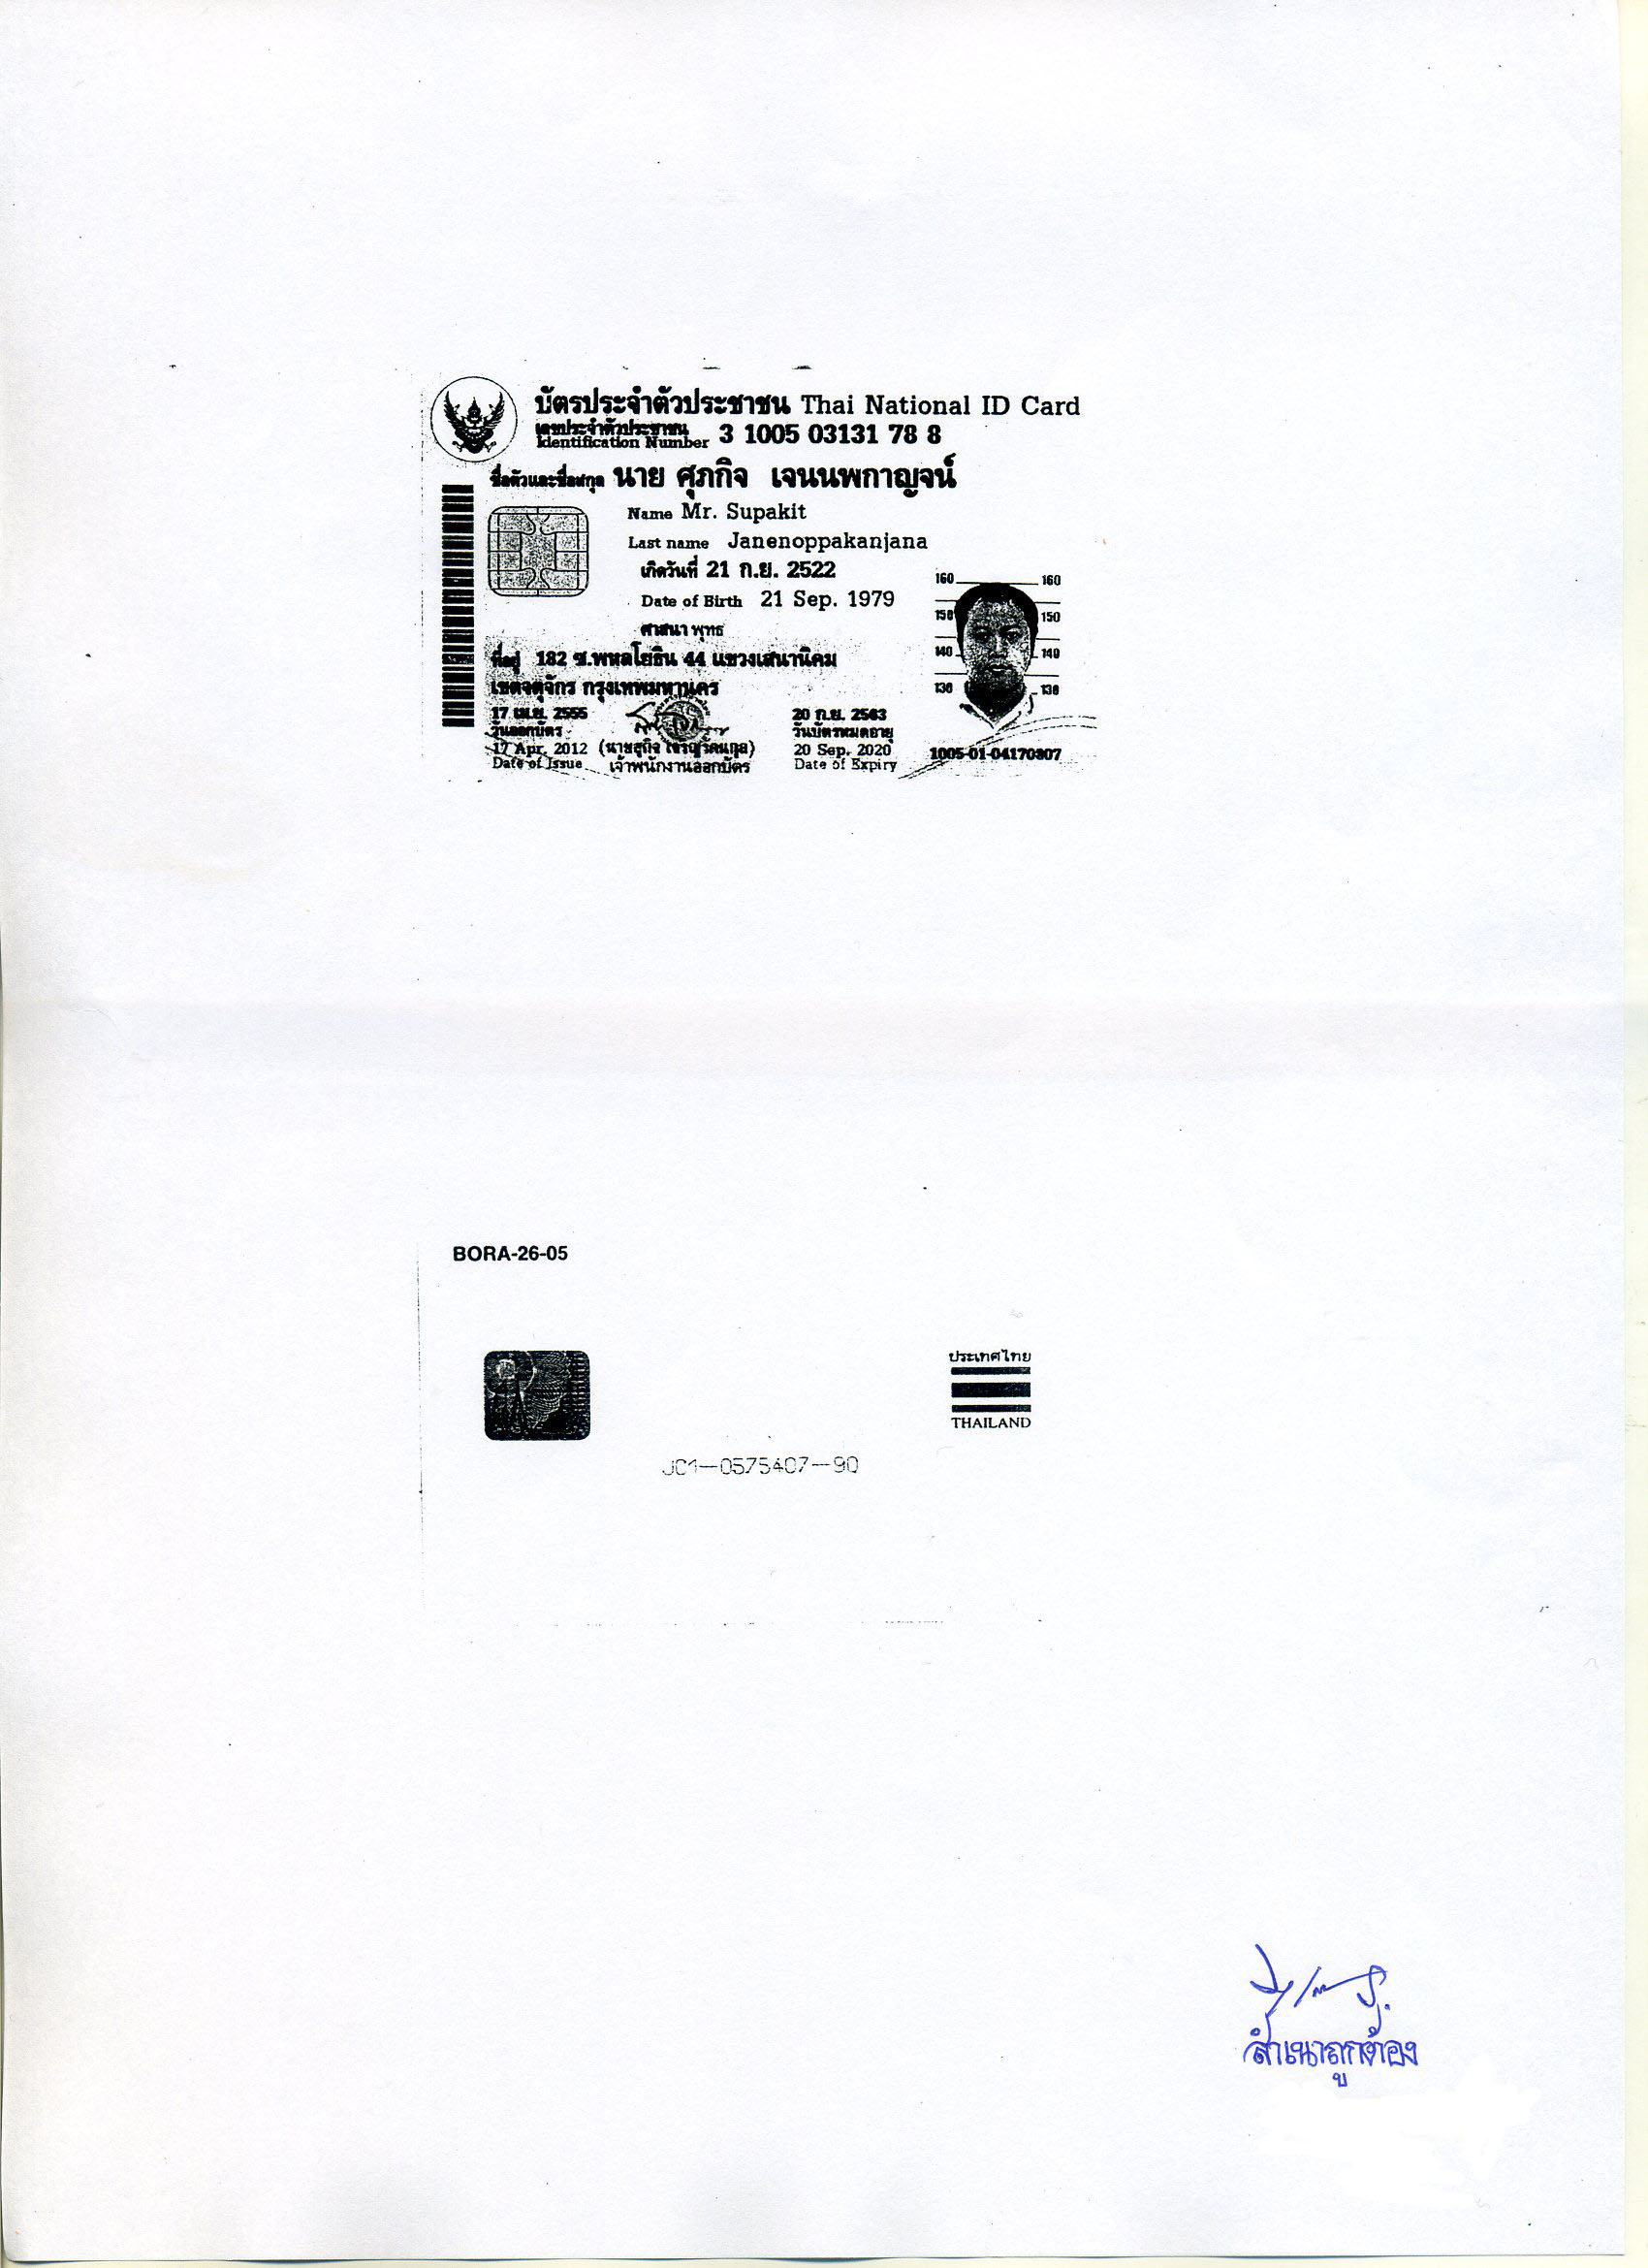 บัตรประจำตัวประชาชน Thai National ID Card
เลขประจำตัวประชาชน
Identification Number 3 1005 03131 78 8
ชื่อตัวและชื่อสกุล นาย ศุภกิจ เจนนพกาญจน์
Name Mr. Supakit
Last name Janenoppakanjana
เกิดวันที่ 21 ก.ย. 2522
Date of Birth 21 Sep. 1979
ศาสนา พุทธ
ที่อยู่ 182 ซ.พหลโยธิน 44 แขวงเสนานิคม
เขตจตุจักร กรุงเทพมหานคร
160 160
150 150
140 140
130 130
17 เม.ย. 2555
วันออกบัตร
17 Apr. 2012
Date of Issue
เจ้าพนักงานออกบัตร
20 ก.ย. 2563
วันบัตรหมดอายุ
20 Sep. 2020
Date of Expiry
1005-01-04170807
BORA-26-05
ประเทศไทย
THAILAND
JC1-0575407-90
สำเนาถูกต้อง